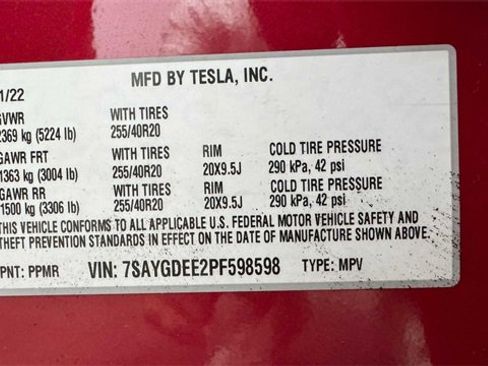 MFD BY TESLA, INC.
1/22
GVWR WITH TIRES
2369 kg (5224 lb) 255/40R20
GAWR FRT WITH TIRES RIM COLD TIRE PRESSURE
1363 kg (3004 lb) 255/40R20 20X9.5J 290 kPa, 42 psi
GAWR RR WITH TIRES RIM COLD TIRE PRESSURE
1500 kg (3306 lb) 255/40R20 20X9.5J 290 kPa, 42 psi
THIS VEHICLE CONFORMS TO ALL APPLICABLE U.S. FEDERAL MOTOR VEHICLE SAFETY AND
THEFT PREVENTION STANDARDS IN EFFECT ON THE DATE OF MANUFACTURE SHOWN ABOVE.
PNT: PPMR VIN: 7SAYGDEE2PF598598 TYPE: MPV